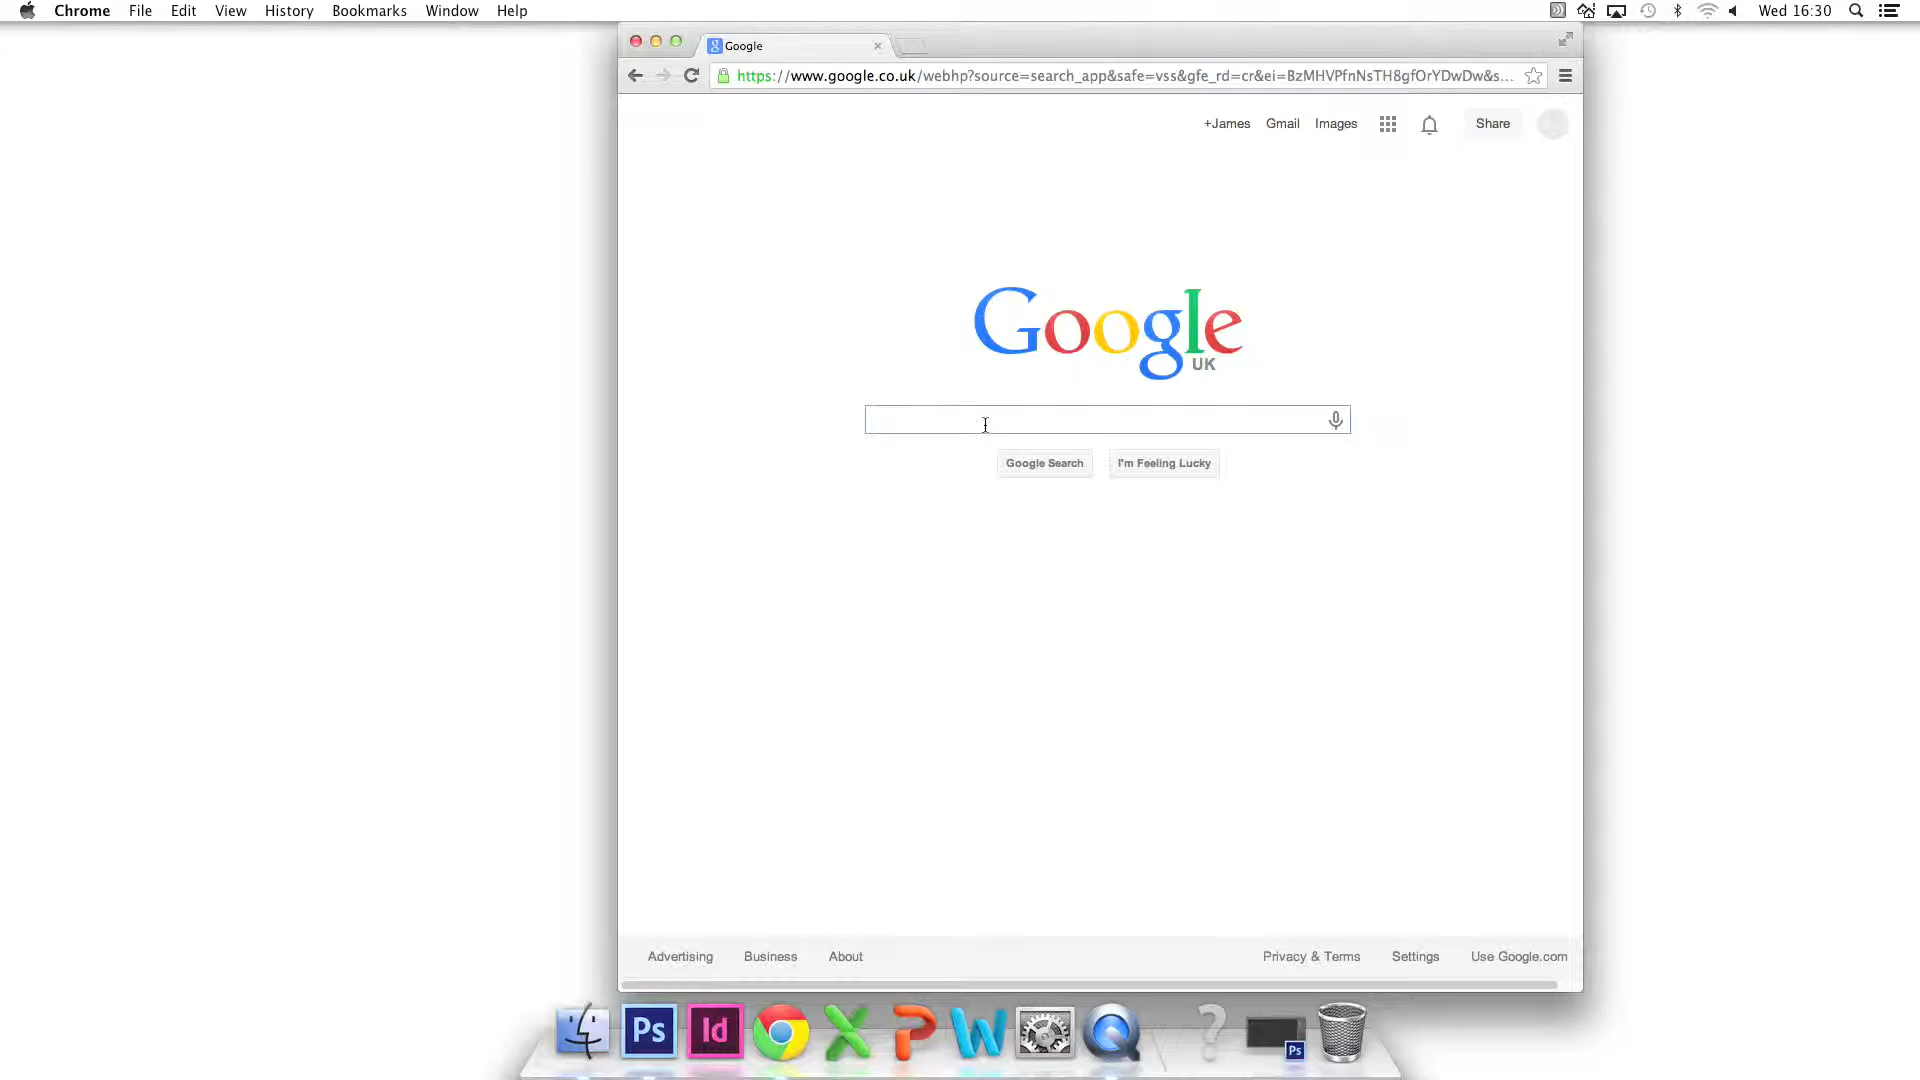 Chrome File Edit View History Bookmarks Window Help Wed 16:30
Google
https://www.google.co.uk/webhp?source=search_app&safe=vss&gfe_rd=cr&ei=BzMHVPfnNsTH8gfOrYDwDw&s...
+James Gmail Images Share
Google
UK
Google Search I'm Feeling Lucky
Advertising Business About Privacy & Terms Settings Use Google.com
Ps Id X P W ? Ps